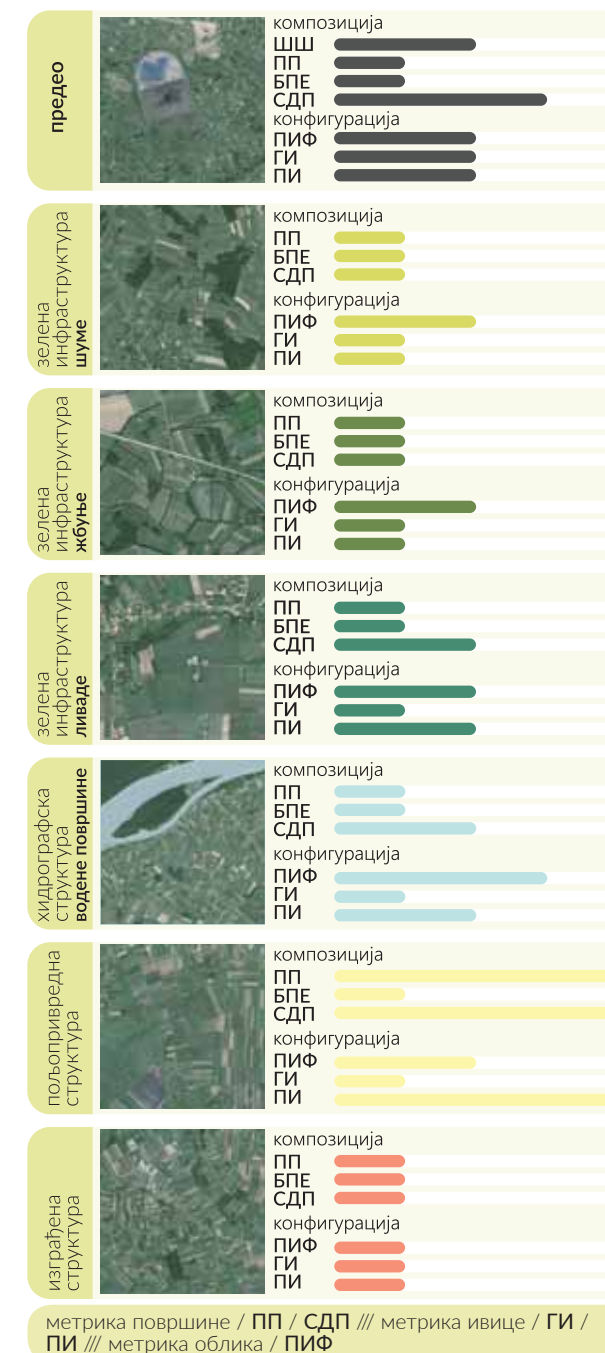 предео
композиција
ШШ
ПП
БПЕ
СДП
конфигурација
ПИФ
ГИ
ПИ
зелена
инфраструктура
шуме
композиција
ПП
БПЕ
СДП
конфигурација
ПИФ
ГИ
ПИ
зелена
инфраструктура
жбуње
композиција
ПП
БПЕ
СДП
конфигурација
ПИФ
ГИ
ПИ
зелена
инфраструктура
ливаде
композиција
ПП
БПЕ
СДП
конфигурација
ПИФ
ГИ
ПИ
хидрографска
структура
водене површине
композиција
ПП
БПЕ
СДП
конфигурација
ПИФ
ГИ
ПИ
пољопривредна
структура
композиција
ПП
БПЕ
СДП
конфигурација
ПИФ
ГИ
ПИ
изграђена
структура
композиција
ПП
БПЕ
СДП
конфигурација
ПИФ
ГИ
ПИ
метрика површине / ПП / СДП /// метрика ивице / ГИ /
ПИ /// метрика облика / ПИФ